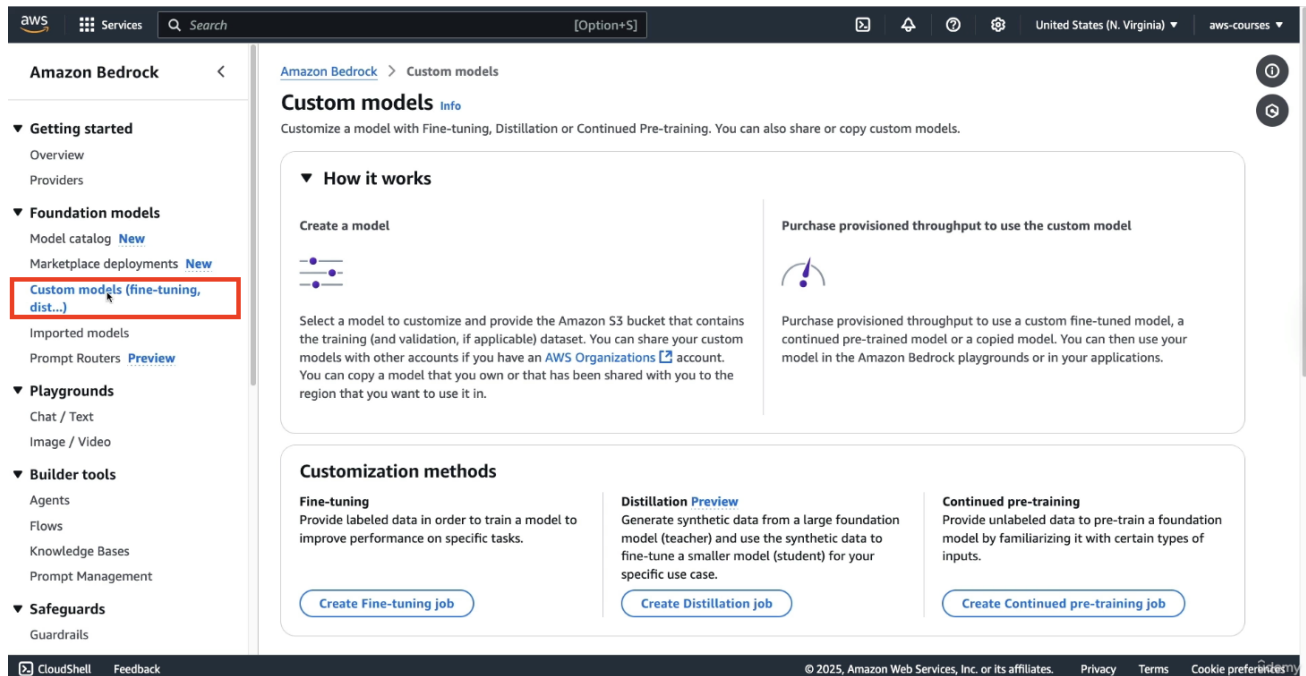 aws Services Search [Option+S] United States (N. Virginia) ▼ aws-courses ▼
Amazon Bedrock
Getting started
Overview
Providers
Foundation models
Model catalog New
Marketplace deployments New
Custom models (fine-tuning,
dist...)
Imported models
Prompt Routers Preview
Playgrounds
Chat / Text
Image / Video
Builder tools
Agents
Flows
Knowledge Bases
Prompt Management
Safeguards
Guardrails
Amazon Bedrock > Custom models
Custom models Info
Customize a model with Fine-tuning, Distillation or Continued Pre-training. You can also share or copy custom models.
How it works
Create a model
Select a model to customize and provide the Amazon S3 bucket that contains
the training (and validation, if applicable) dataset. You can share your custom
models with other accounts if you have an AWS Organizations account.
You can copy a model that you own or that has been shared with you to the
region that you want to use it in.
Purchase provisioned throughput to use the custom model
Purchase provisioned throughput to use a custom fine-tuned model, a
continued pre-trained model or a copied model. You can then use your
model in the Amazon Bedrock playgrounds or in your applications.
Customization methods
Fine-tuning
Provide labeled data in order to train a model to
improve performance on specific tasks.
Create Fine-tuning job
Distillation Preview
Generate synthetic data from a large foundation
model (teacher) and use the synthetic data to
fine-tune a smaller model (student) for your
specific use case.
Create Distillation job
Continued pre-training
Provide unlabeled data to pre-train a foundation
model by familiarizing it with certain types of
inputs.
Create Continued pre-training job
CloudShell Feedback © 2025, Amazon Web Services, Inc. or its affiliates. Privacy Terms Cookie preferences
udemy